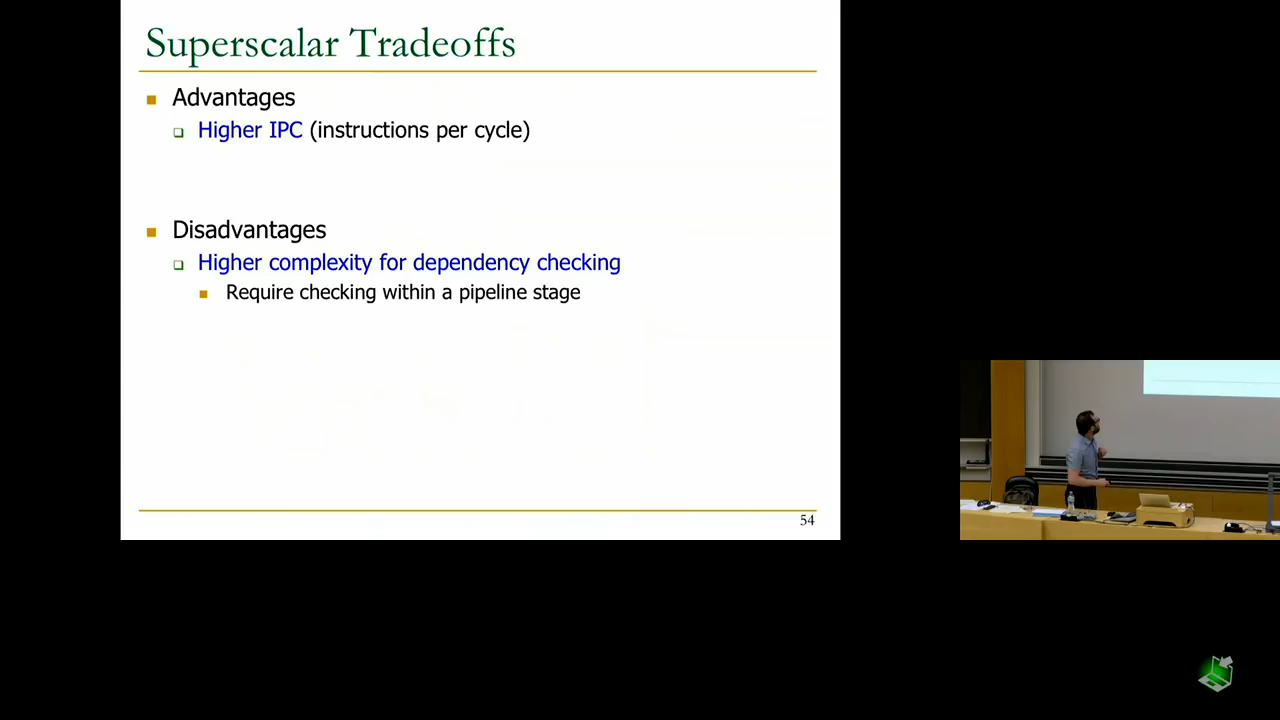 Superscalar Tradeoffs
Advantages
Higher IPC (instructions per cycle)
Disadvantages
Higher complexity for dependency checking
Require checking within a pipeline stage
54